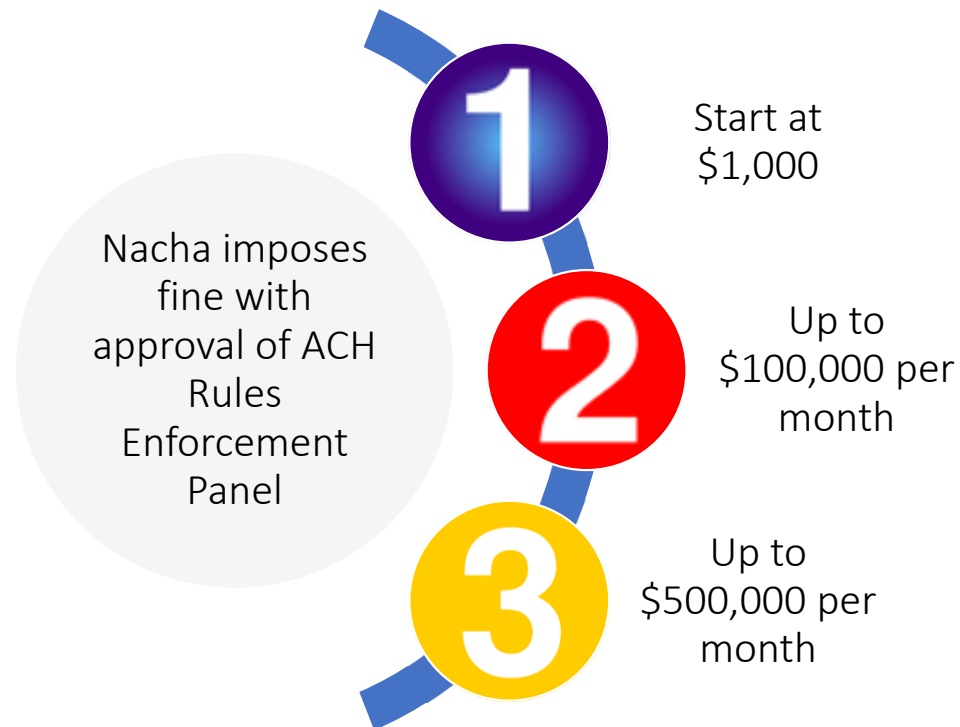 Nacha imposes
fine with
approval of ACH
Rules
Enforcement
Panel
1
Start at
$1,000
2
Up to
$100,000 per
month
3
Up to
$500,000 per
month